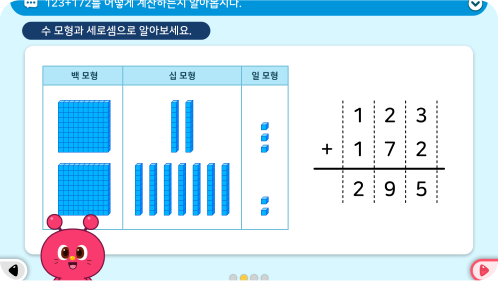 123+172를 어떻게 계산하는지 알아봅시다.
수 모형과 세로셈으로 알아보세요.
백 모형 십 모형 일 모형
1 2 3
+ 1 7 2
2 9 5